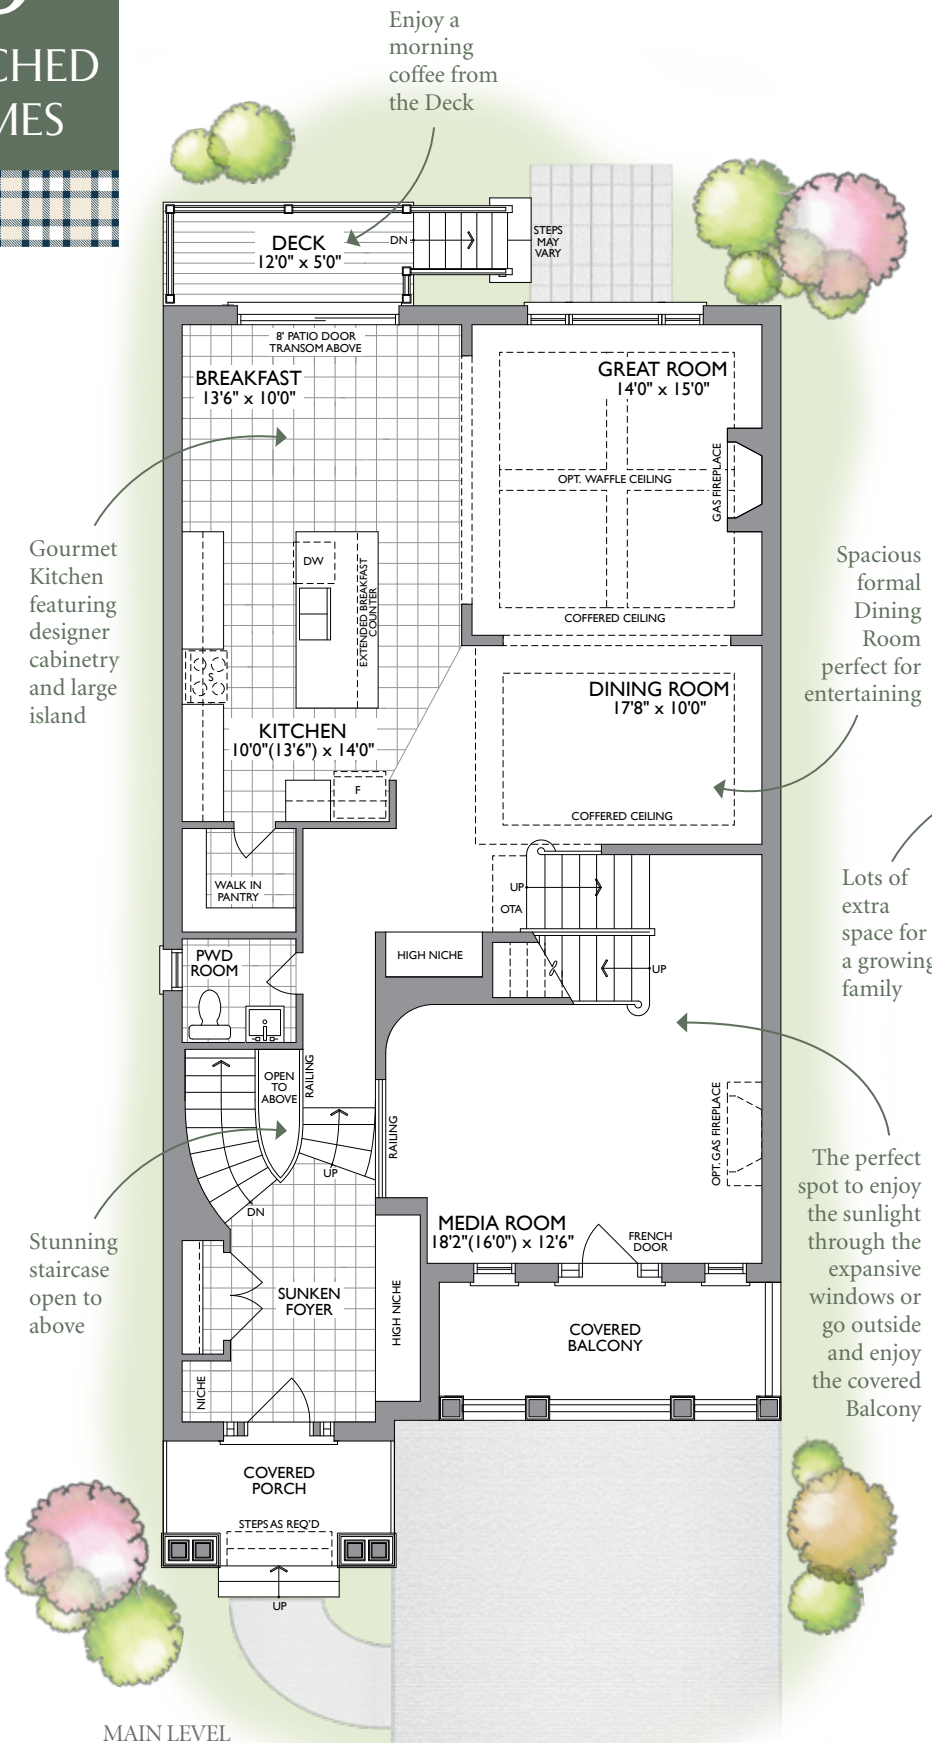 CHED
MES
Enjoy a
morning
coffee from
the Deck
DECK
12'0" x 5'0"
DN
STEPS
MAY
VARY
8' PATIO DOOR
TRANSOM ABOVE
BREAKFAST
13'6" x 10'0"
GREAT ROOM
14'0" x 15'0"
OPT. WAFFLE CEILING
GAS FIREPLACE
COFFERED CEILING
Gourmet
Kitchen
featuring
designer
cabinetry
and large
island
DW
EXTENDED BREAKFAST
COUNTER
S
KITCHEN
10'0"(13'6") x 14'0"
F
Spacious
formal
Dining
Room
perfect for
entertaining
DINING ROOM
17'8" x 10'0"
COFFERED CEILING
WALK IN
PANTRY
UP
OTA
Lots of
extra
space for
a growing
family
HIGH NICHE
UP
PWD
ROOM
OPEN
TO
ABOVE
RAILING
RAILING
UP
DN
OPT. GAS FIREPLACE
Stunning
staircase
open to
above
The perfect
spot to enjoy
the sunlight
through the
expansive
windows or
go outside
and enjoy
the covered
Balcony
MEDIA ROOM
18'2"(16'0") x 12'6"
FRENCH
DOOR
SUNKEN
FOYER
HIGH NICHE
NICHE
COVERED
BALCONY
COVERED
PORCH
STEPS AS REQ'D
UP
MAIN LEVEL